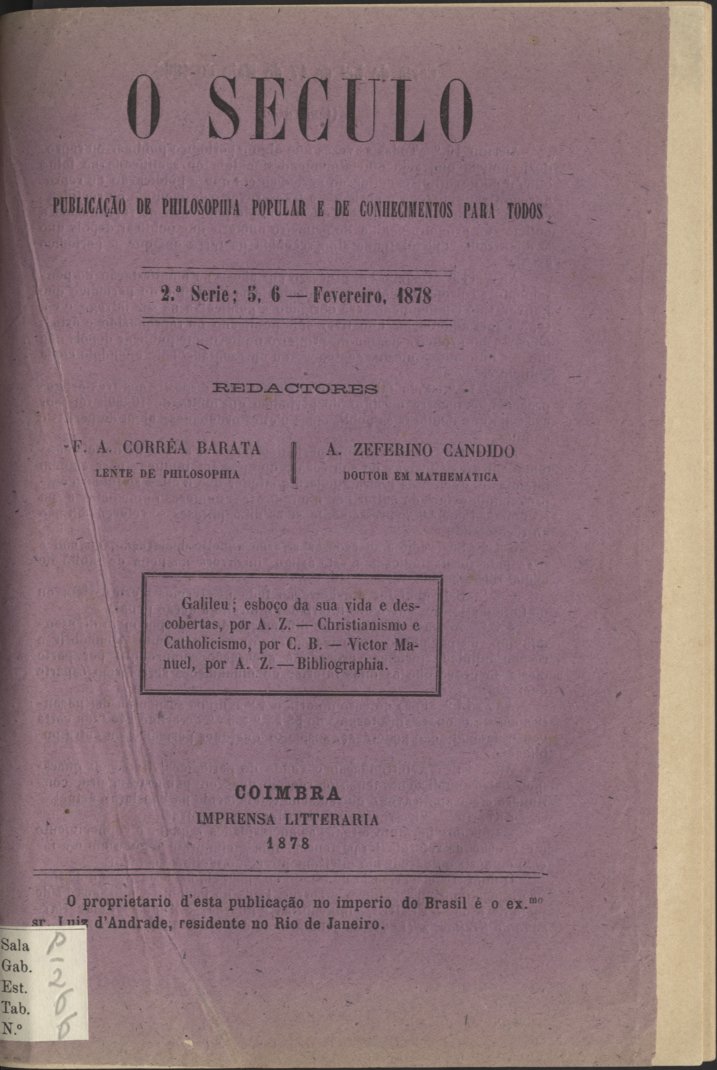 O SECULO
PUBLICAÇÃO DE PHILOSOPHIA POPULAR E DE CONHECIMENTOS PARA TODOS
2.ª Serie; 5, 6 — Fevereiro, 1878
REDACTORES
F. A. CORRÊA BARATA
LENTE DE PHILOSOPHIA
A. ZEFERINO CANDIDO
DOUTOR EM MATHEMATICA
Galileu; esboço da sua vida e des-
cobertas, por A. Z. — Christianismo e
Catholicismo, por C. B. — Victor Ma-
nuel, por A. Z. — Bibliographia.
COIMBRA
IMPRENSA LITTERARIA
1878
O proprietario d'esta publicação no imperio do Brasil é o ex.mo
sr. Luiz d'Andrade, residente no Rio de Janeiro.
Sala P
Gab. -
Est. 2
Tab. 6
N.º 6